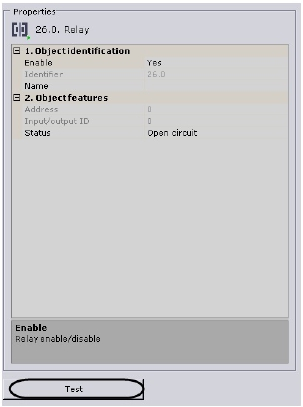 Properties
26.0. Relay
1. Object identification
Enable Yes
Identifier 26.0
Name
2. Object features
Address 0
Input/output ID 0
Status Open circuit
Enable
Relay enable/disable
Test